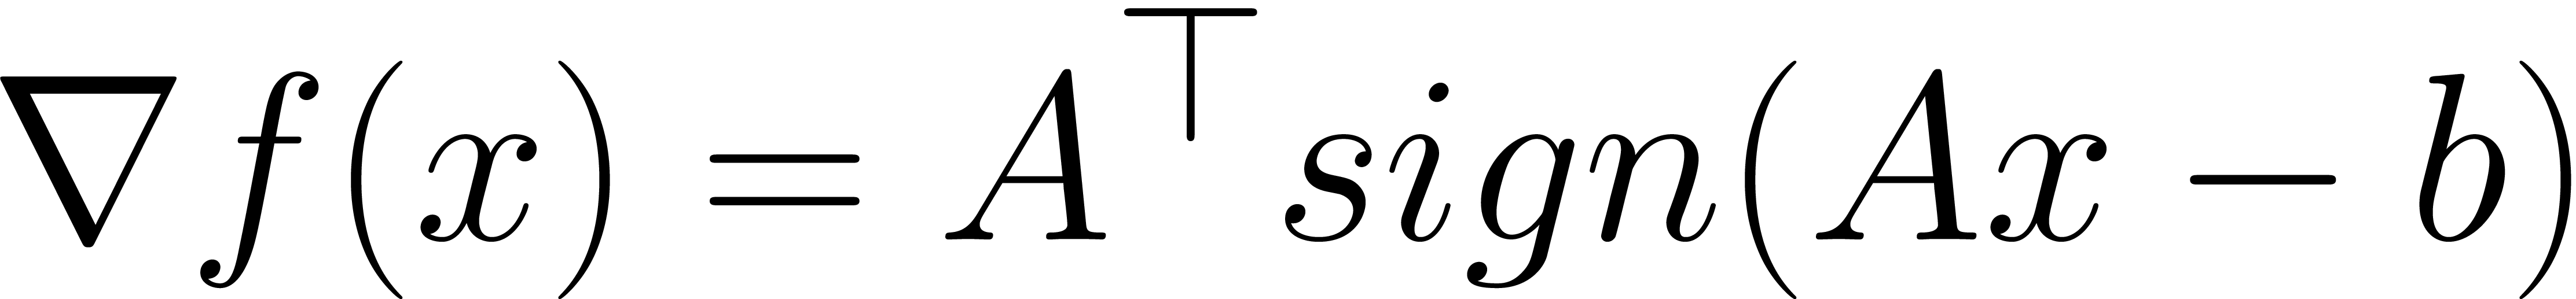 ∇f(x) = A^⊤ sign(Ax − b)